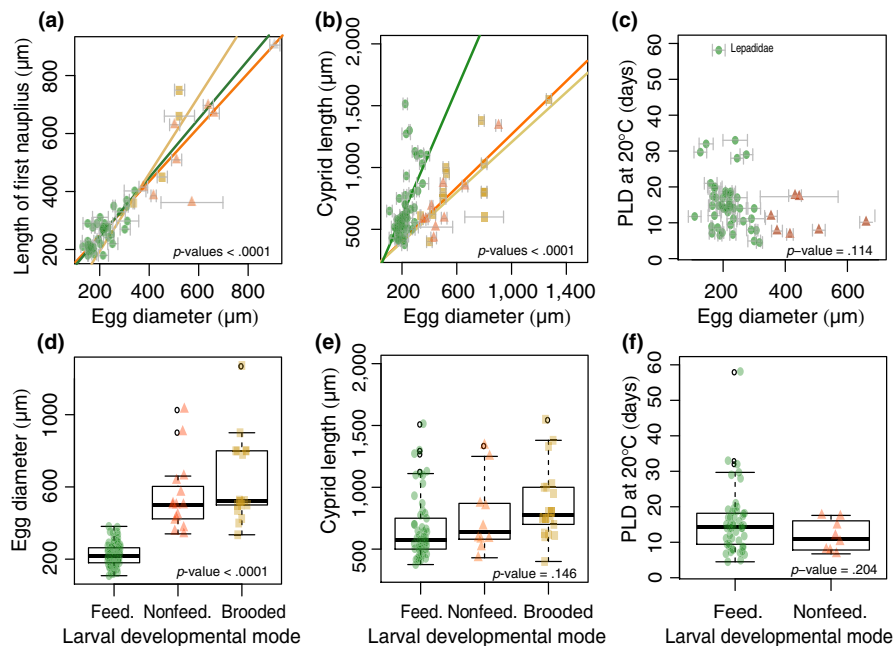 (a)
Length of first nauplius (µm)
800
600
400
200
p-values < .0001
200 400 600 800
Egg diameter (µm)
(b)
Cyprid length (µm)
2,000
1,500
1,000
500
p-values < .0001
200 600 1,000 1,400
Egg diameter (µm)
(c)
PLD at 20°C (days)
60
50
40
30
20
10
0
Lepadidae
p–value = .114
200 400 600
Egg diameter (µm)
(d)
Egg diameter (µm)
1000
600
200
p-value < .0001
Feed. Nonfeed. Brooded
Larval developmental mode
(e)
Cyprid length (µm)
2,000
1,500
1,000
500
p-value = .146
Feed. Nonfeed. Brooded
Larval developmental mode
(f)
PLD at 20°C (days)
60
50
40
30
20
10
0
p–value = .204
Feed. Nonfeed.
Larval developmental mode